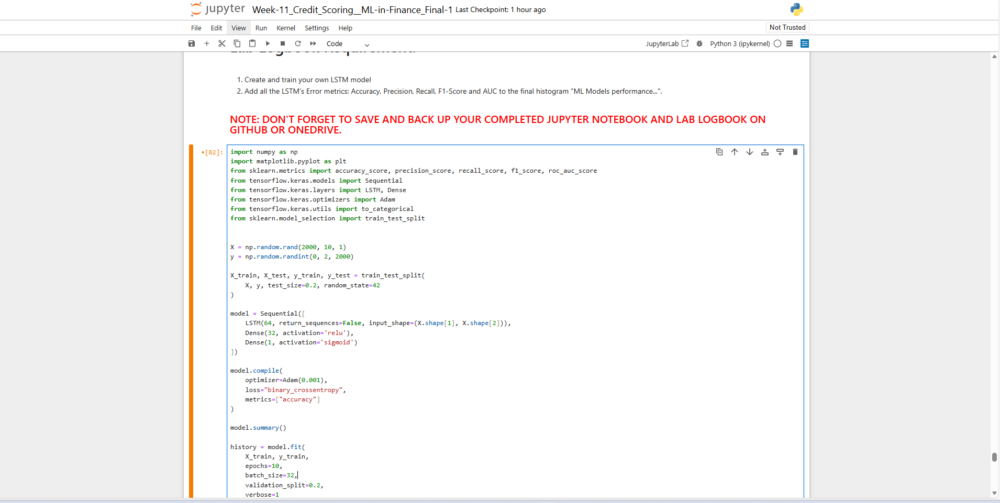 jupyter Week-11_Credit_Scoring__ML-in-Finance_Final-1 Last Checkpoint: 1 hour ago
File Edit View Run Kernel Settings Help Not Trusted
Code JupyterLab Python 3 (ipykernel)
Lab Logbook Requirement:
1. Create and train your own LSTM model
2. Add all the LSTM's Error metrics: Accuracy, Precision, Recall, F1-Score and AUC to the final histogram "ML Models performance...".
NOTE: DON'T FORGET TO SAVE AND BACK UP YOUR COMPLETED JUPYTER NOTEBOOK AND LAB LOGBOOK ON
GITHUB OR ONEDRIVE.
•[82]: import numpy as np
import matplotlib.pyplot as plt
from sklearn.metrics import accuracy_score, precision_score, recall_score, f1_score, roc_auc_score
from tensorflow.keras.models import Sequential
from tensorflow.keras.layers import LSTM, Dense
from tensorflow.keras.optimizers import Adam
from tensorflow.keras.utils import to_categorical
from sklearn.model_selection import train_test_split
X = np.random.rand(2000, 10, 1)
y = np.random.randint(0, 2, 2000)
X_train, X_test, y_train, y_test = train_test_split(
    X, y, test_size=0.2, random_state=42
)
model = Sequential([
    LSTM(64, return_sequences=False, input_shape=(X.shape[1], X.shape[2])),
    Dense(32, activation='relu'),
    Dense(1, activation='sigmoid')
])
model.compile(
    optimizer=Adam(0.001),
    loss="binary_crossentropy",
    metrics=["accuracy"]
)
model.summary()
history = model.fit(
    X_train, y_train,
    epochs=10,
    batch_size=32,
    validation_split=0.2,
    verbose=1